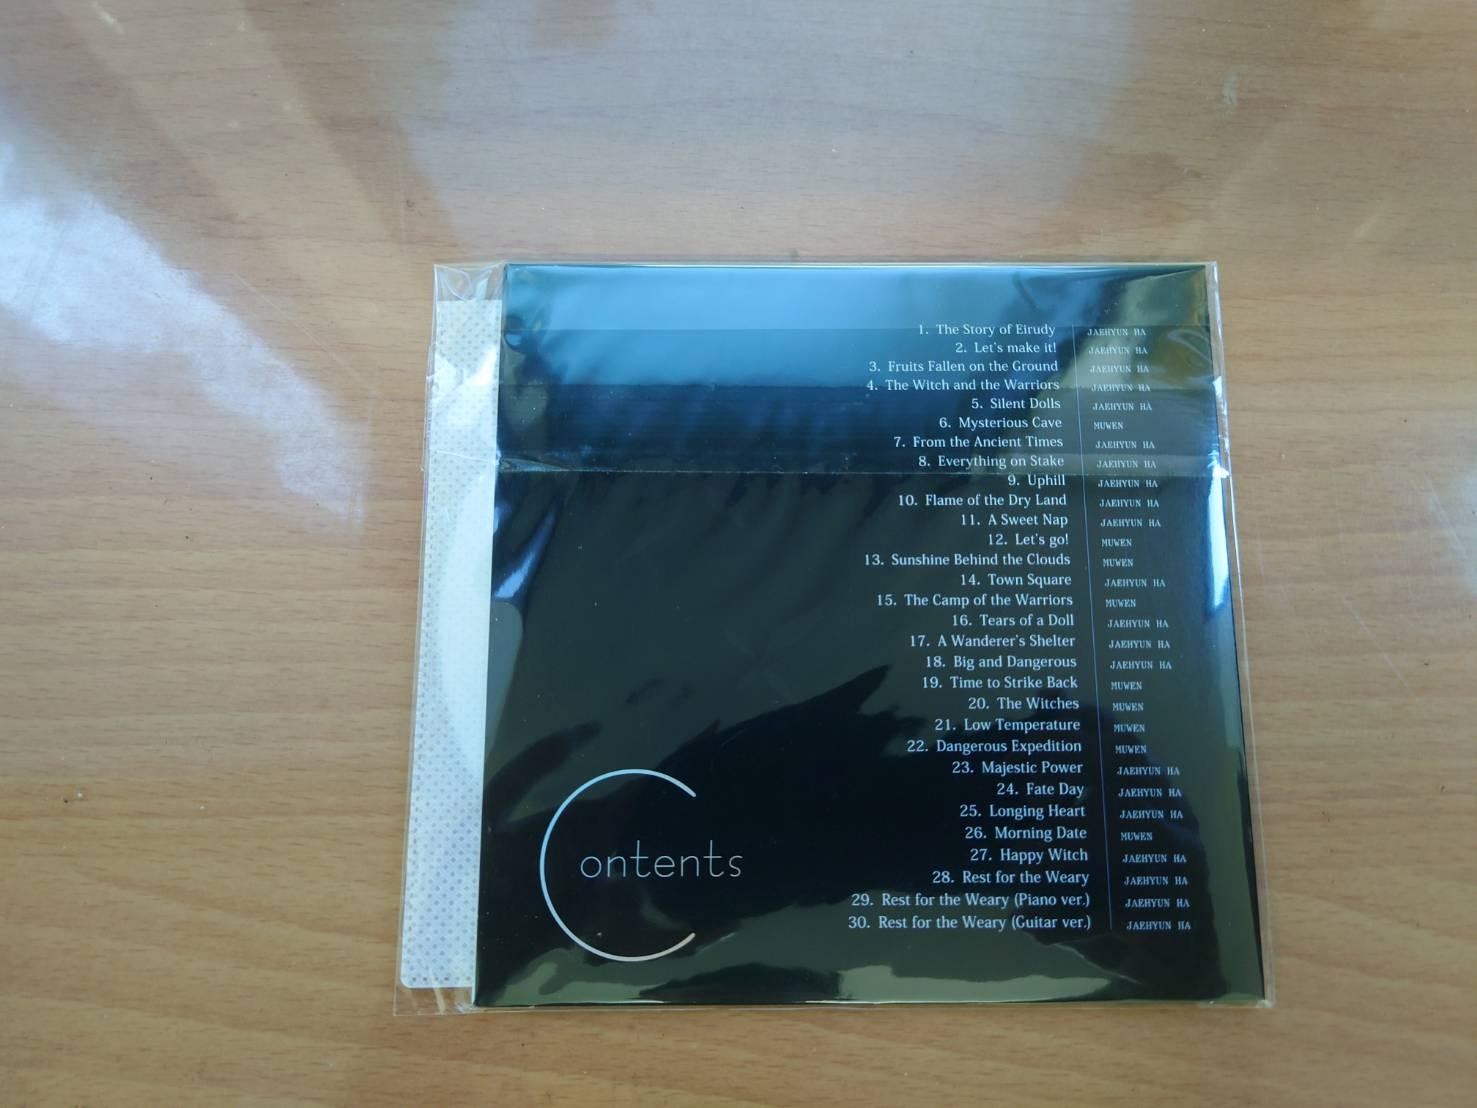 1. The Story of Eirudy JAEHYUN HA
2. Let's make it! JAEHYUN HA
3. Fruits Fallen on the Ground JAEHYUN HA
4. The Witch and the Warriors JAEHYUN HA
5. Silent Dolls JAEHYUN HA
6. Mysterious Cave MUWEN
7. From the Ancient Times JAEHYUN HA
8. Everything on Stake JAEHYUN HA
9. Uphill JAEHYUN HA
10. Flame of the Dry Land JAEHYUN HA
11. A Sweet Nap JAEHYUN HA
12. Let's go! MUWEN
13. Sunshine Behind the Clouds MUWEN
14. Town Square JAEHYUN HA
15. The Camp of the Warriors MUWEN
16. Tears of a Doll JAEHYUN HA
17. A Wanderer's Shelter JAEHYUN HA
18. Big and Dangerous JAEHYUN HA
19. Time to Strike Back MUWEN
20. The Witches MUWEN
21. Low Temperature MUWEN
22. Dangerous Expedition MUWEN
23. Majestic Power JAEHYUN HA
24. Fate Day JAEHYUN HA
25. Longing Heart JAEHYUN HA
26. Morning Date MUWEN
27. Happy Witch JAEHYUN HA
28. Rest for the Weary JAEHYUN HA
29. Rest for the Weary (Piano ver.) JAEHYUN HA
30. Rest for the Weary (Guitar ver.) JAEHYUN HA
Contents